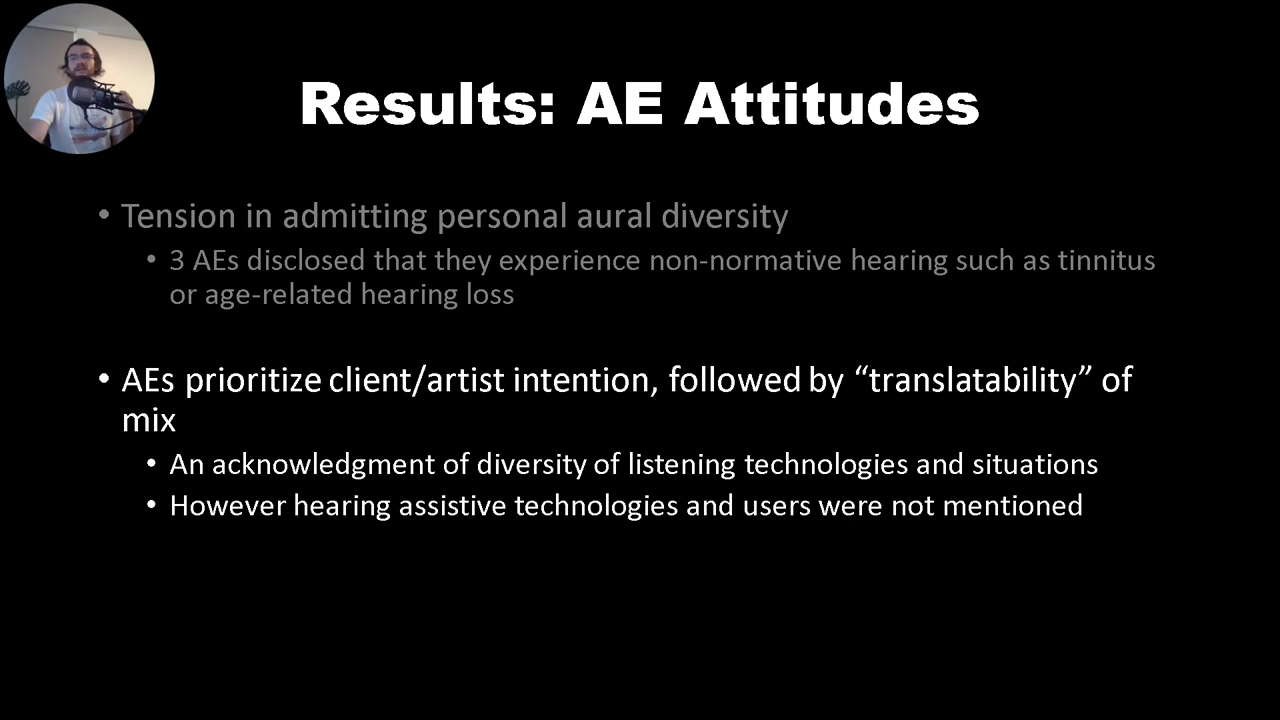 Results: AE Attitudes
• Tension in admitting personal aural diversity
• 3 AEs disclosed that they experience non-normative hearing such as tinnitus
or age-related hearing loss
• AEs prioritize client/artist intention, followed by “translatability” of
mix
• An acknowledgment of diversity of listening technologies and situations
• However hearing assistive technologies and users were not mentioned